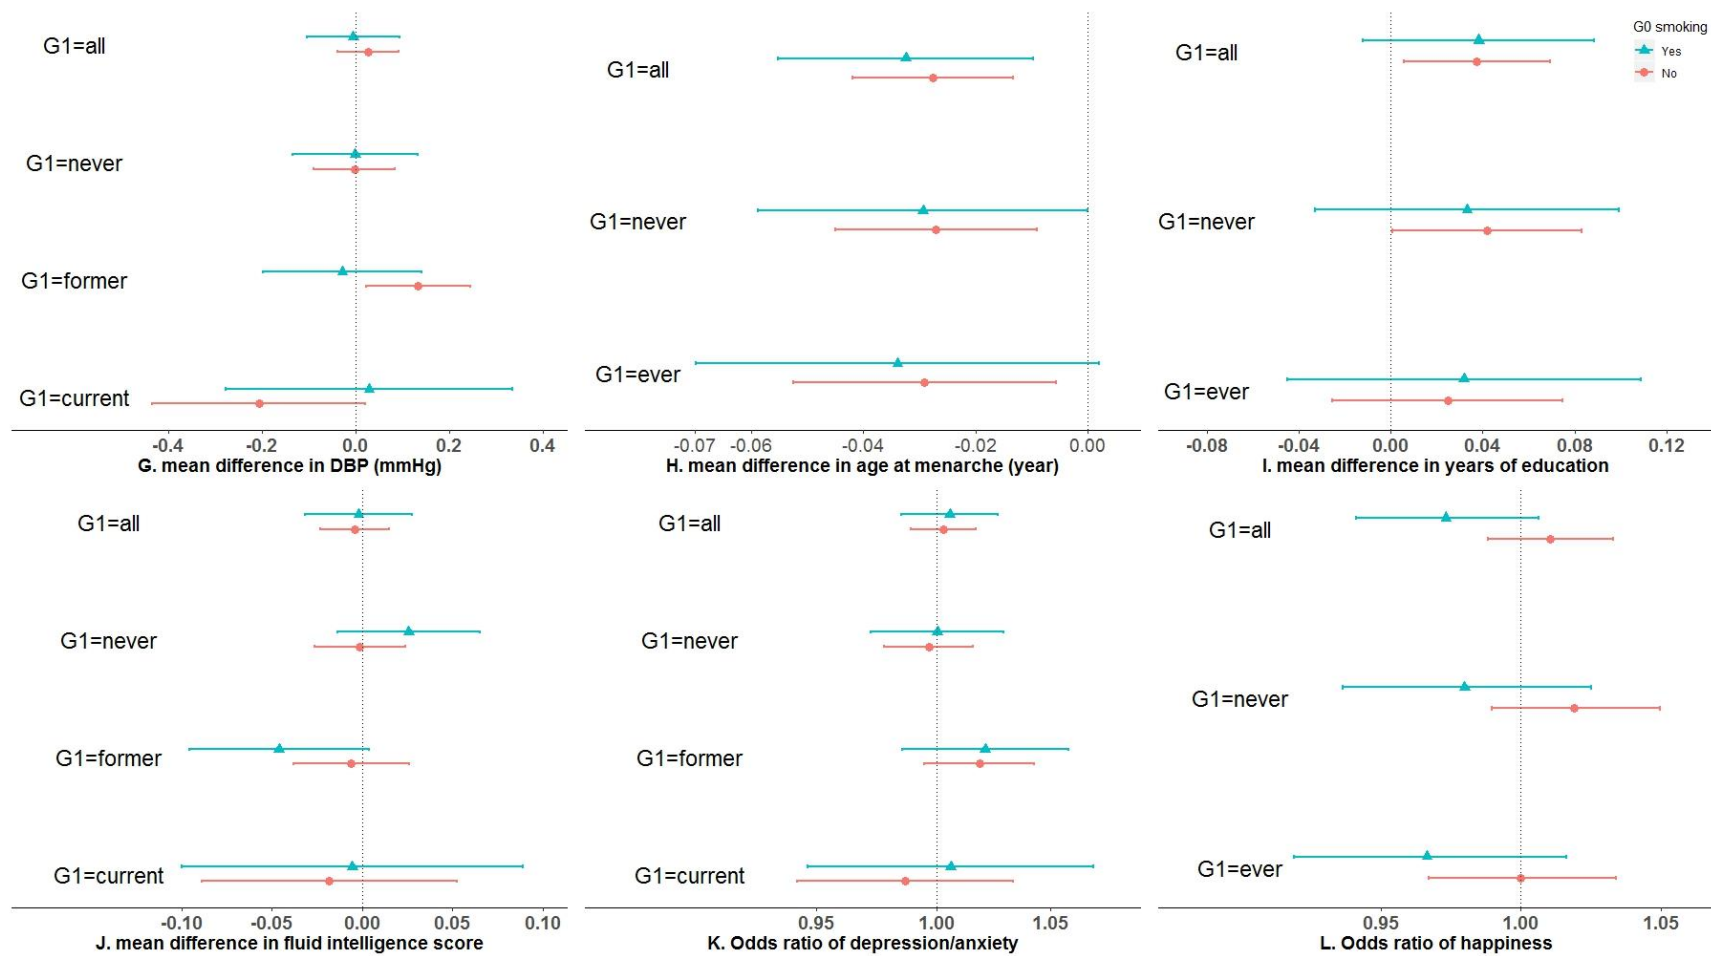 G0 smoking
Yes
No
G1=all
G1=never
G1=former
G1=current
-0.4 -0.2 0.0 0.2 0.4
G. mean difference in DBP (mmHg)
G1=all
G1=never
G1=ever
-0.07 -0.06 -0.04 -0.02 0.00
H. mean difference in age at menarche (year)
G1=all
G1=never
G1=ever
-0.08 -0.04 0.00 0.04 0.08 0.12
I. mean difference in years of education
G1=all
G1=never
G1=former
G1=current
-0.10 -0.05 0.00 0.05 0.10
J. mean difference in fluid intelligence score
G1=all
G1=never
G1=former
G1=current
0.95 1.00 1.05
K. Odds ratio of depression/anxiety
G1=all
G1=never
G1=ever
0.95 1.00 1.05
L. Odds ratio of happiness